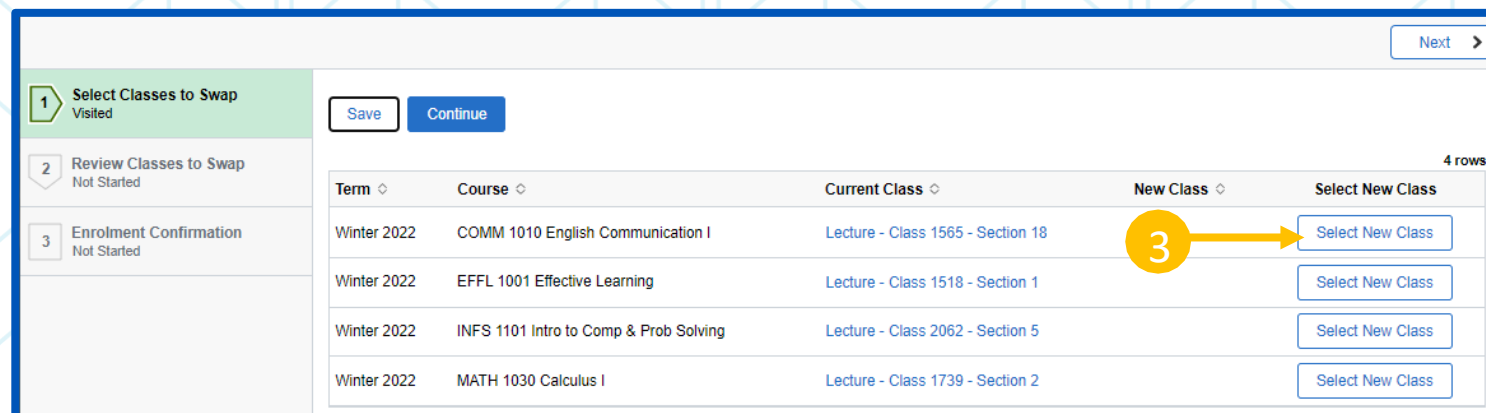 Next
1 Select Classes to Swap
Visited
Save Continue
2 Review Classes to Swap
Not Started
3 Enrolment Confirmation
Not Started
4 rows
Term Course Current Class New Class Select New Class
Winter 2022 COMM 1010 English Communication I Lecture - Class 1565 - Section 18 3 Select New Class
Winter 2022 EFFL 1001 Effective Learning Lecture - Class 1518 - Section 1 Select New Class
Winter 2022 INFS 1101 Intro to Comp & Prob Solving Lecture - Class 2062 - Section 5 Select New Class
Winter 2022 MATH 1030 Calculus I Lecture - Class 1739 - Section 2 Select New Class